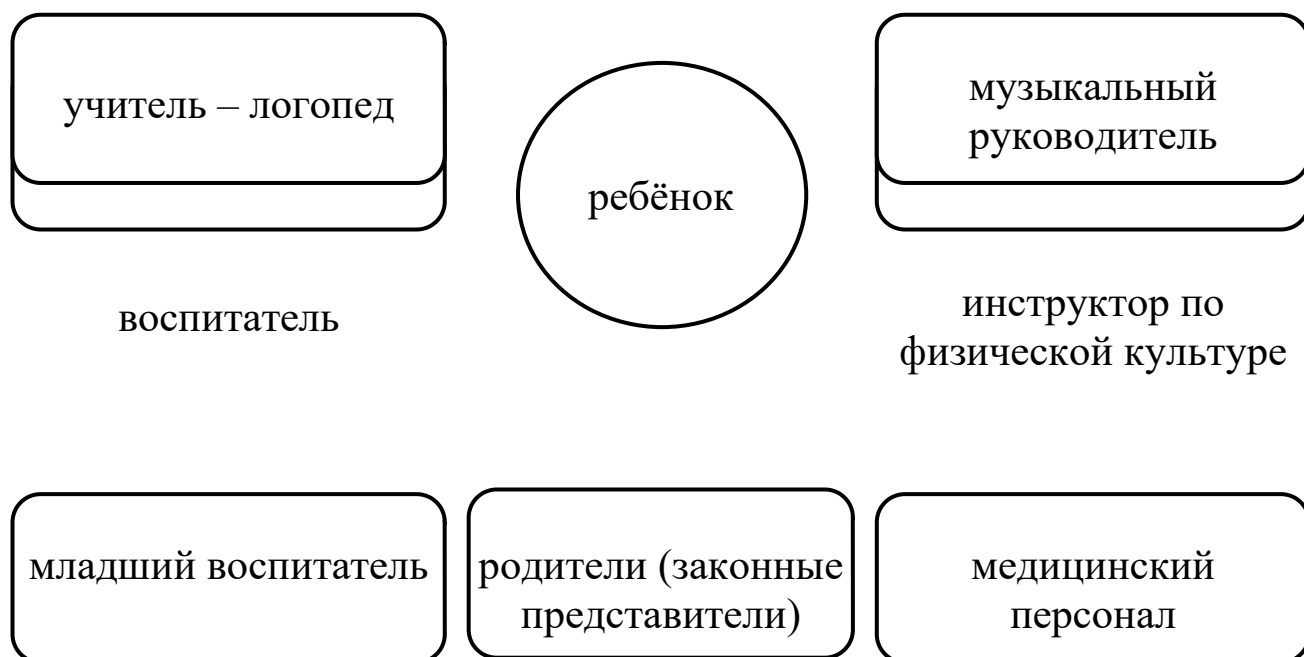 учитель – логопед
ребёнок
музыкальный
руководитель
воспитатель
инструктор по
физической культуре
младший воспитатель
родители (законные
представители)
медицинский
персонал